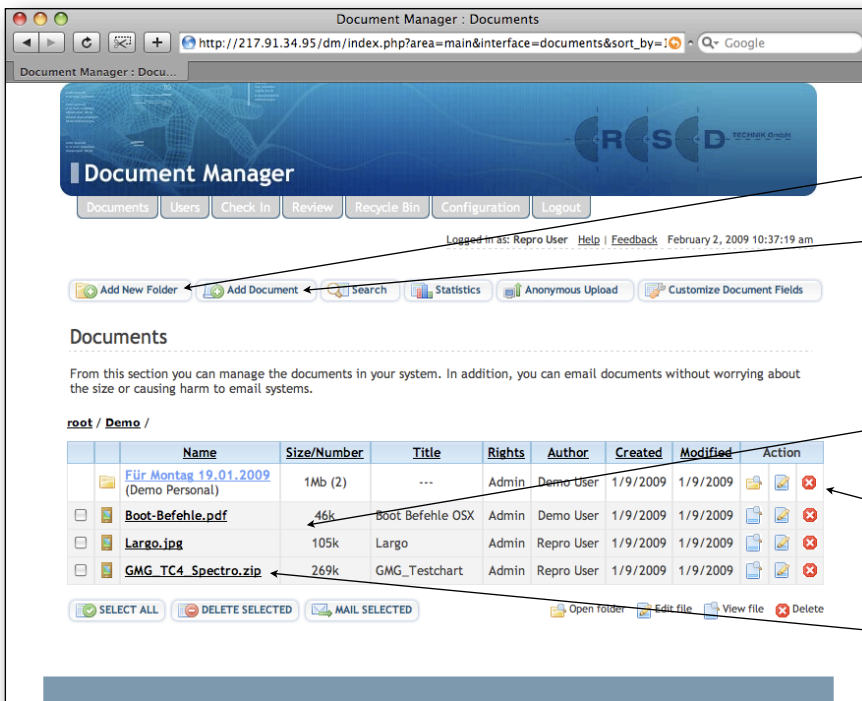 Document Manager : Documents
http://217.91.34.95/dm/index.php?area=main&interface=documents&sort_by=1
Google
Document Manager : Docu...
RCSCD TECHNIK GmbH
Document Manager
Documents Users Check In Review Recycle Bin Configuration Logout
Logged in as: Repro User Help | Feedback February 2, 2009 10:37:19 am
Add New Folder Add Document Search Statistics Anonymous Upload Customize Document Fields
Documents
From this section you can manage the documents in your system. In addition, you can email documents without worrying about
the size or causing harm to email systems.
root / Demo /
Name Size/Number Title Rights Author Created Modified Action
Für Montag 19.01.2009 1Mb (2) --- Admin Demo User 1/9/2009 1/9/2009
(Demo Personal)
Boot-Befehle.pdf 46k Boot Befehle OSX Admin Demo User 1/9/2009 1/9/2009
Largo.jpg 105k Largo Admin Repro User 1/9/2009 1/9/2009
GMG_TC4_Spectro.zip 269k GMG_Testchart Admin Repro User 1/9/2009 1/9/2009
SELECT ALL DELETE SELECTED MAIL SELECTED Open folder Edit file View file Delete